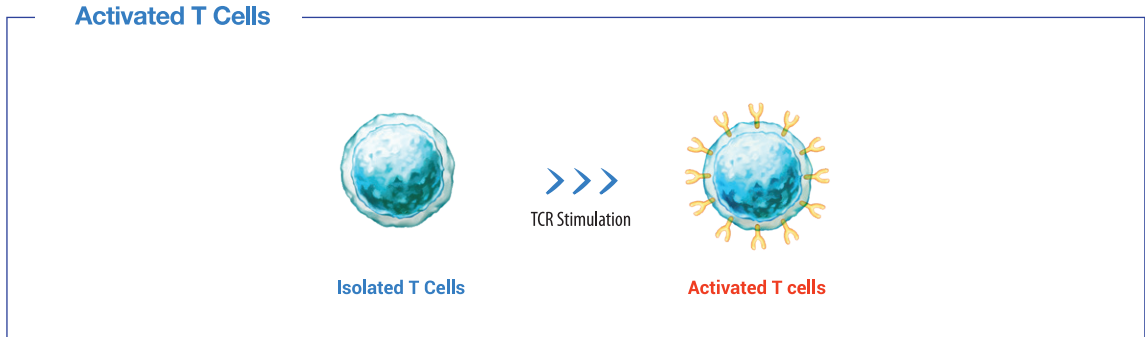 Activated T Cells
TCR Stimulation
Isolated T Cells
Activated T cells